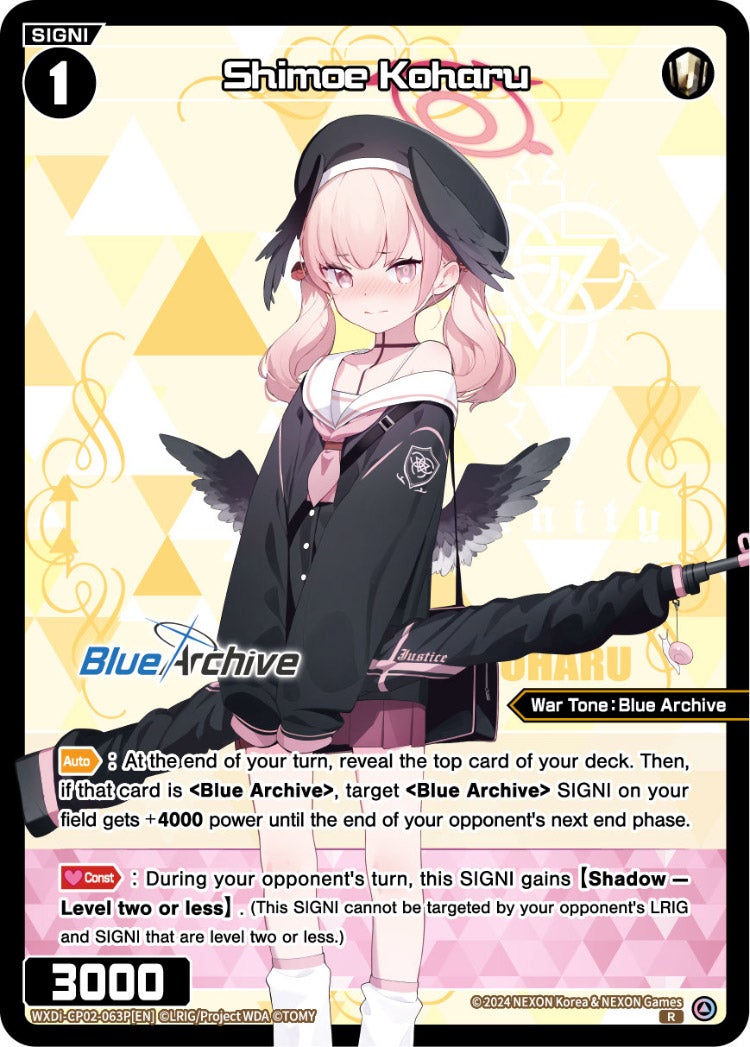 SIGNI
1
Shimoe Koharu
nity
Justice
OHARU
Blue Archive
War Tone:Blue Archive
Auto : At the end of your turn, reveal the top card of your deck. Then,
if that card is <Blue Archive>, target <Blue Archive> SIGNI on your
field gets +4000 power until the end of your opponent's next end phase.
Const : During your opponent's turn, this SIGNI gains 【Shadow —
Level two or less】 . (This SIGNI cannot be targeted by your opponent's LRIG
and SIGNI that are level two or less.)
3000
©2024 NEXON Korea & NEXON Games
WXDi-CP02-063P[EN] ©LRIG/Project WDA ©TOMY
R